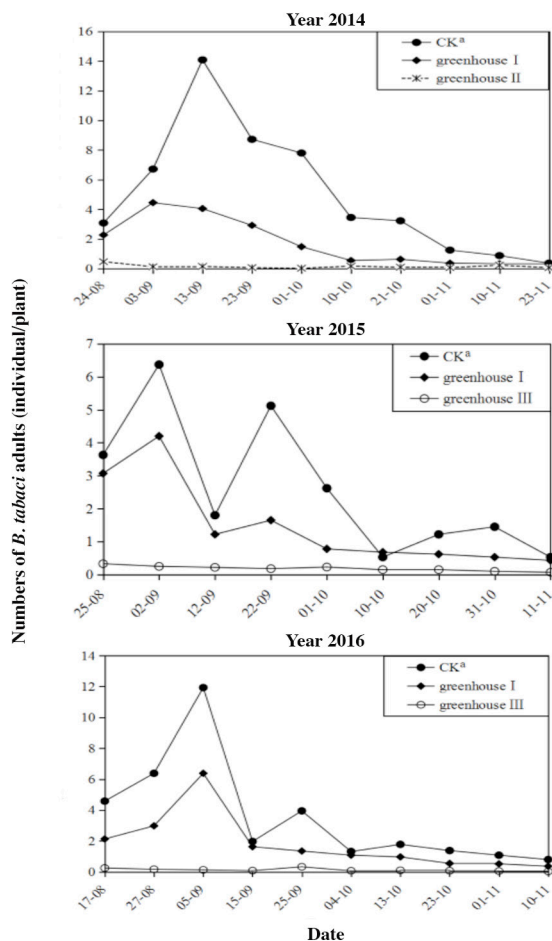 Year 2014
16
14
12
10
8
6
4
2
0
CKᵃ
greenhouse I
greenhouse II
24-08 03-09 13-09 23-09 01-10 10-10 21-10 01-11 10-11 23-11
Year 2015
7
6
5
4
3
2
1
0
CKᵃ
greenhouse I
greenhouse III
25-08 02-09 12-09 22-09 01-10 10-10 20-10 31-10 11-11
Numbers of B. tabaci adults (individual/plant)
Year 2016
14
12
10
8
6
4
2
0
CKᵃ
greenhouse I
greenhouse III
17-08 27-08 05-09 15-09 25-09 04-10 13-10 23-10 01-11 10-11
Date